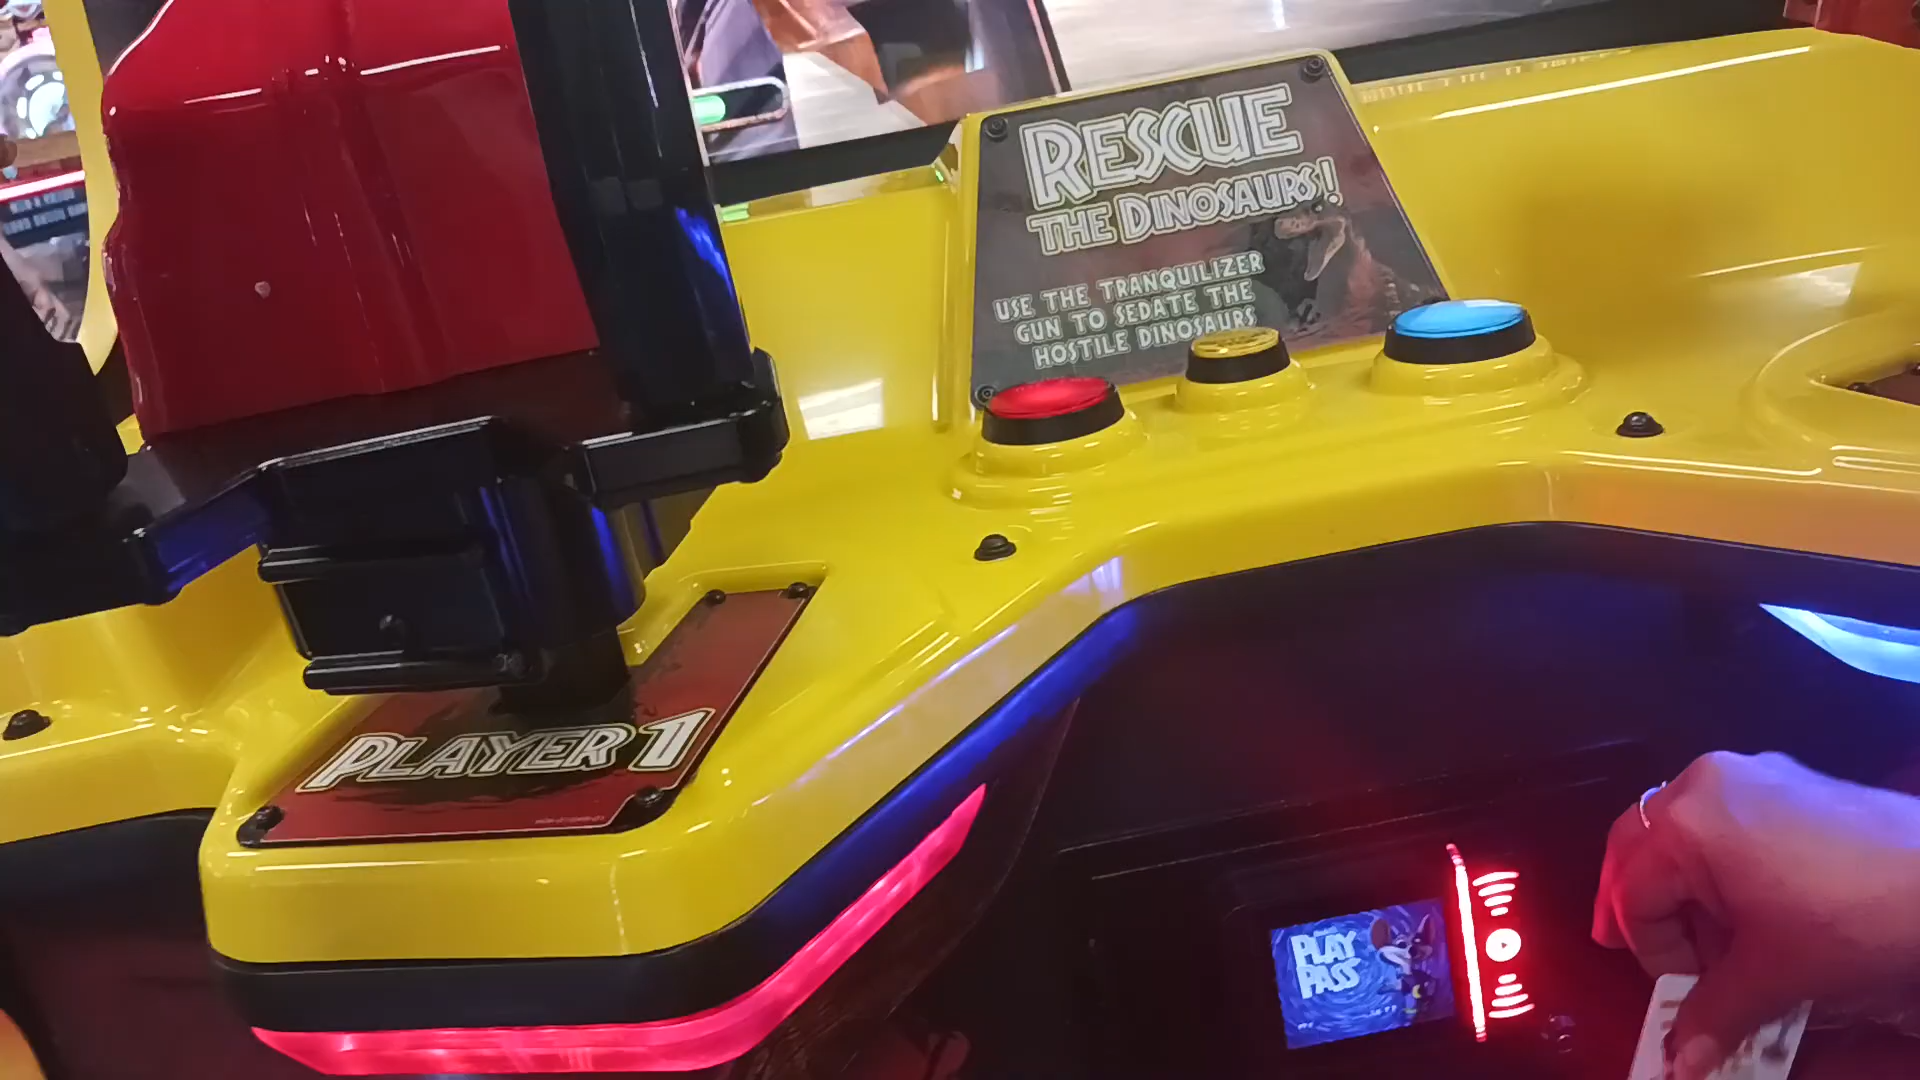 RESCUE
THE DINOSAURS!
USE THE TRANQUILIZER
GUN TO SEDATE THE
HOSTILE DINOSAURS
PLAYER 1
PLAY
PASS